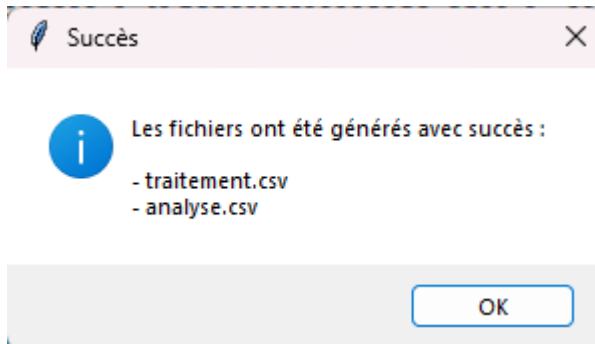 Succès
Les fichiers ont été générés avec succès :
- traitement.csv
- analyse.csv
OK